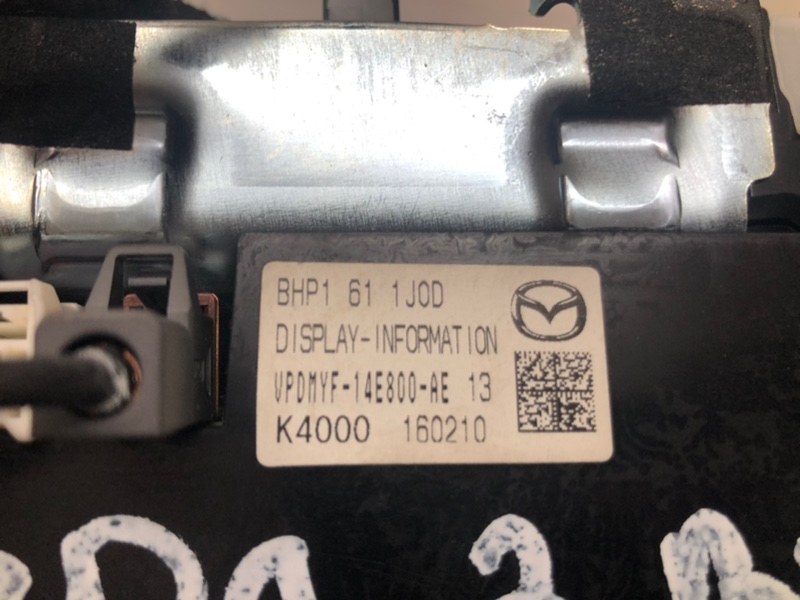 BHP1 61 1J0D
DISPLAY-INFORMATION
VPDMYF-14E800-AE 13
K4000 160210